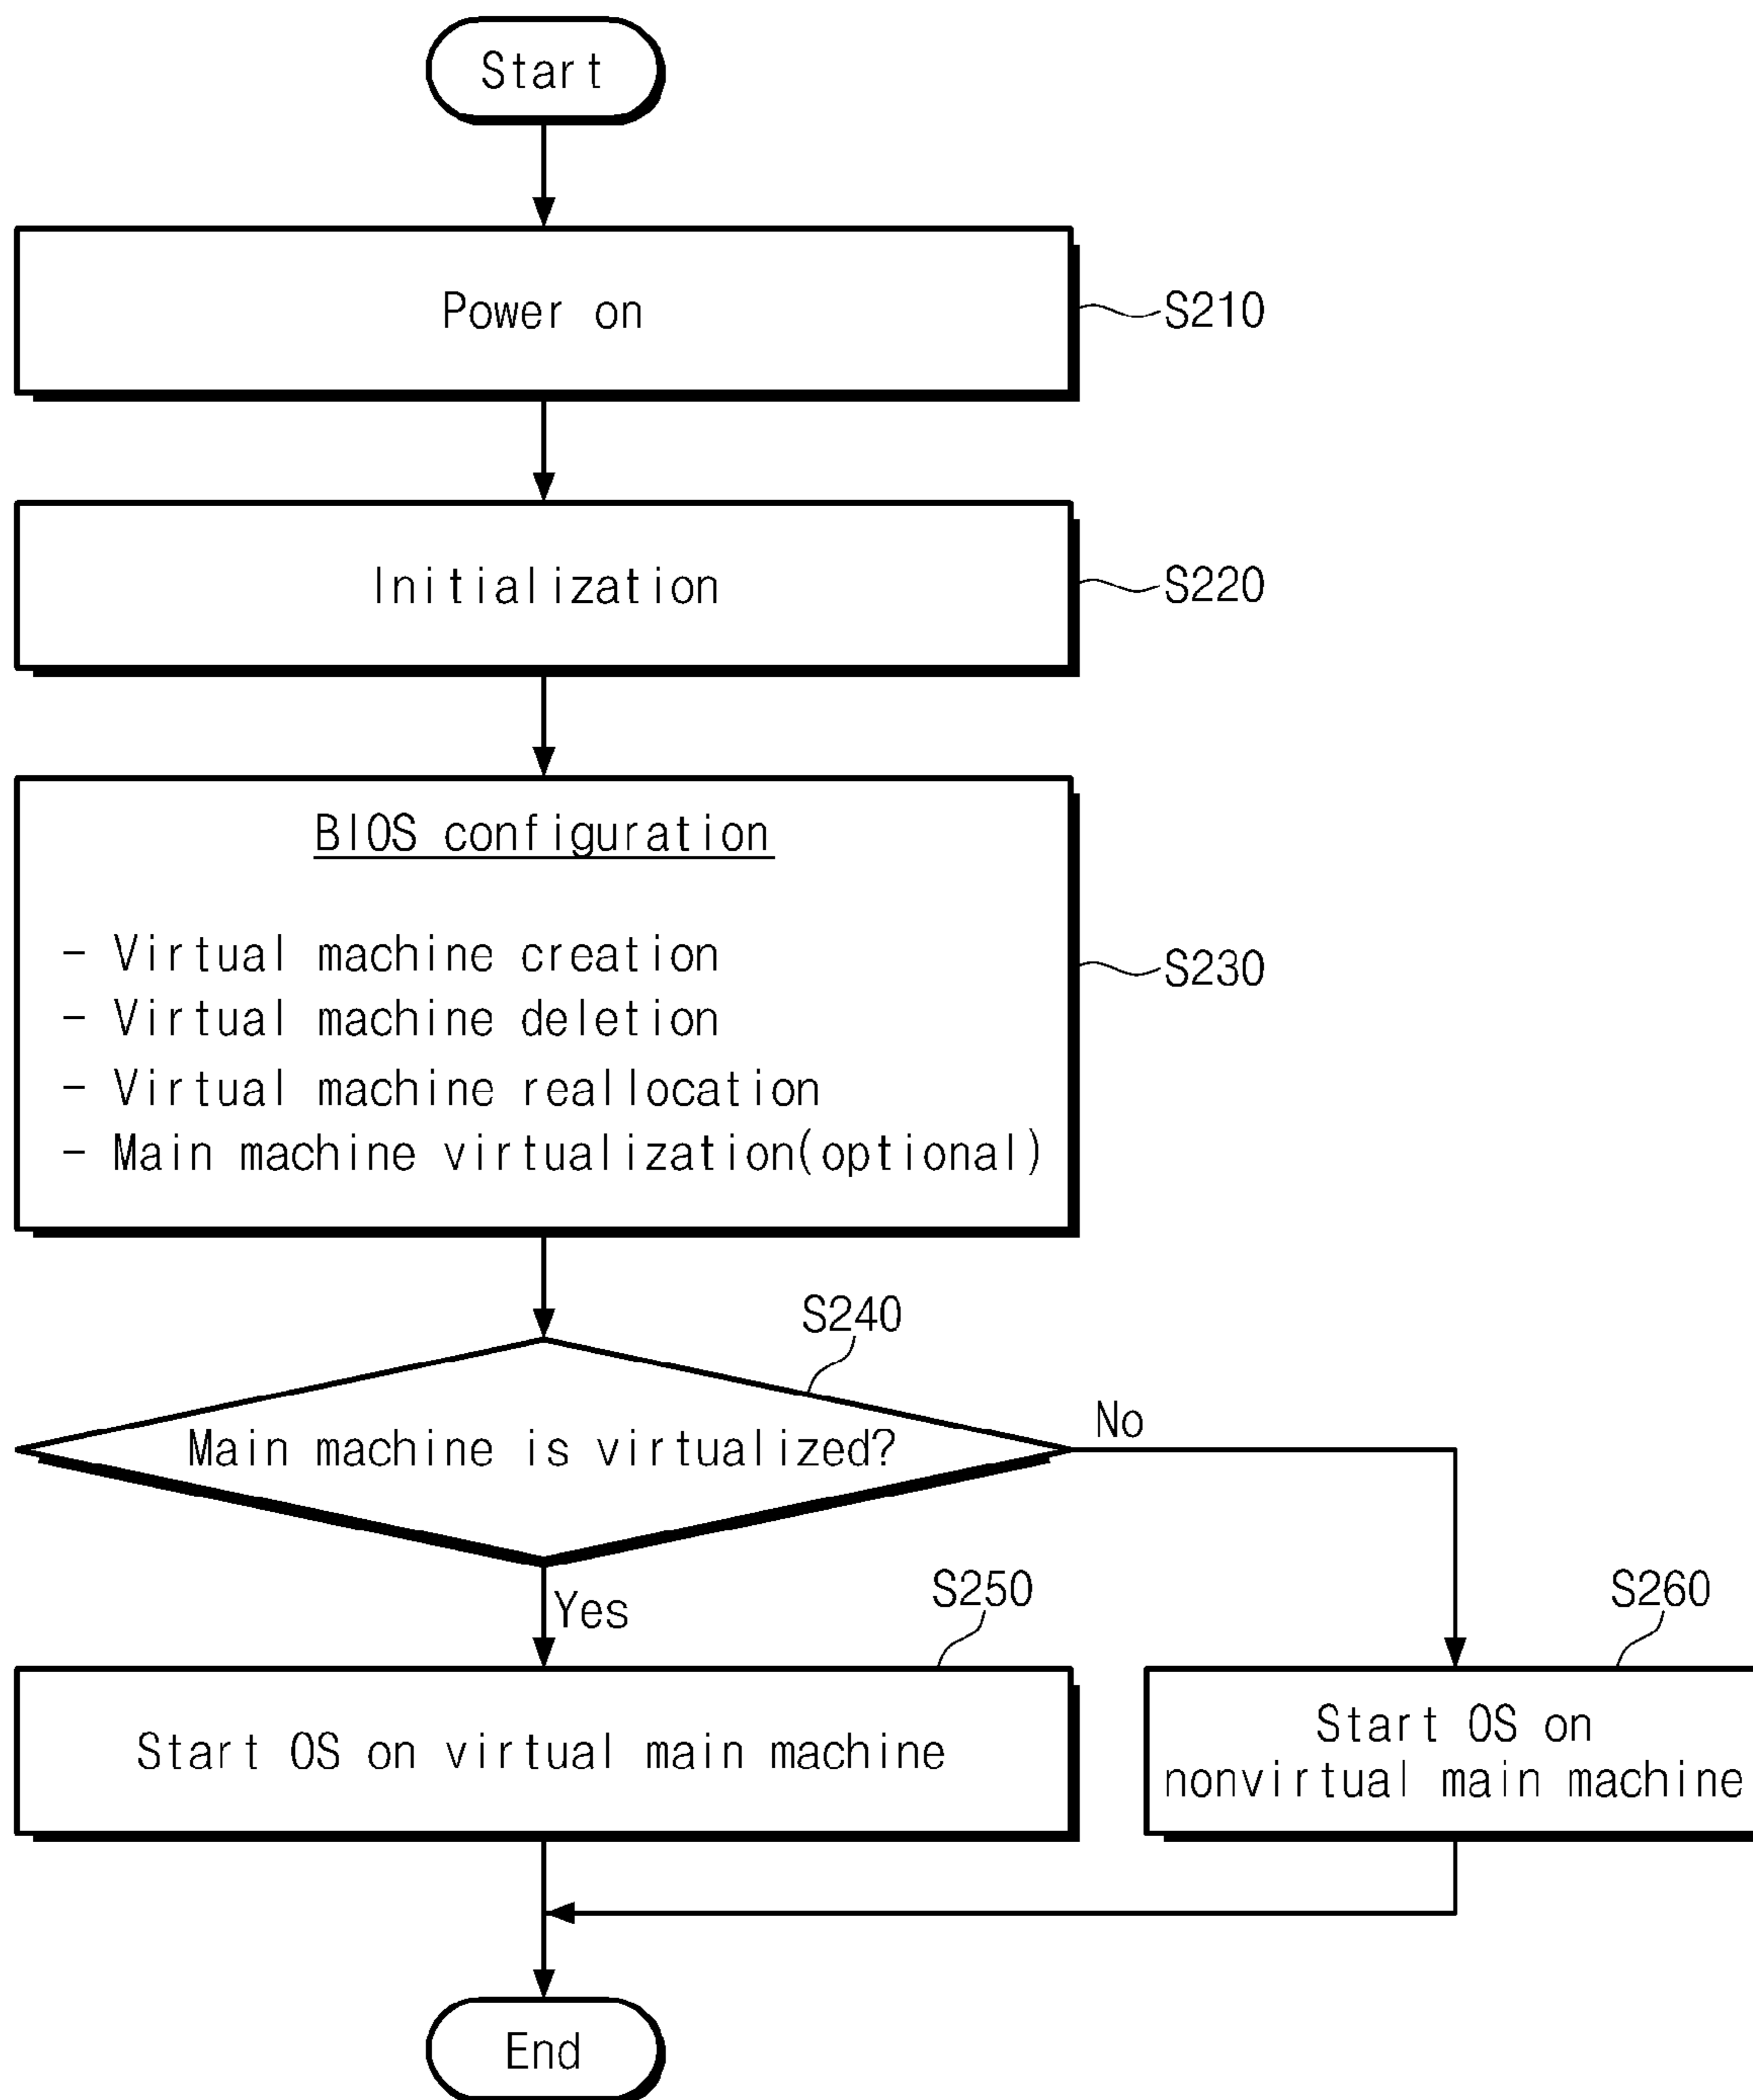 Start
Power on
S210
Initialization
S220
BIOS configuration
- Virtual machine creation
- Virtual machine deletion
- Virtual machine reallocation
- Main machine virtualization(optional)
S230
S240
Main machine is virtualized?
No
Yes
S250
Start OS on virtual main machine
S260
Start OS on
nonvirtual main machine
End